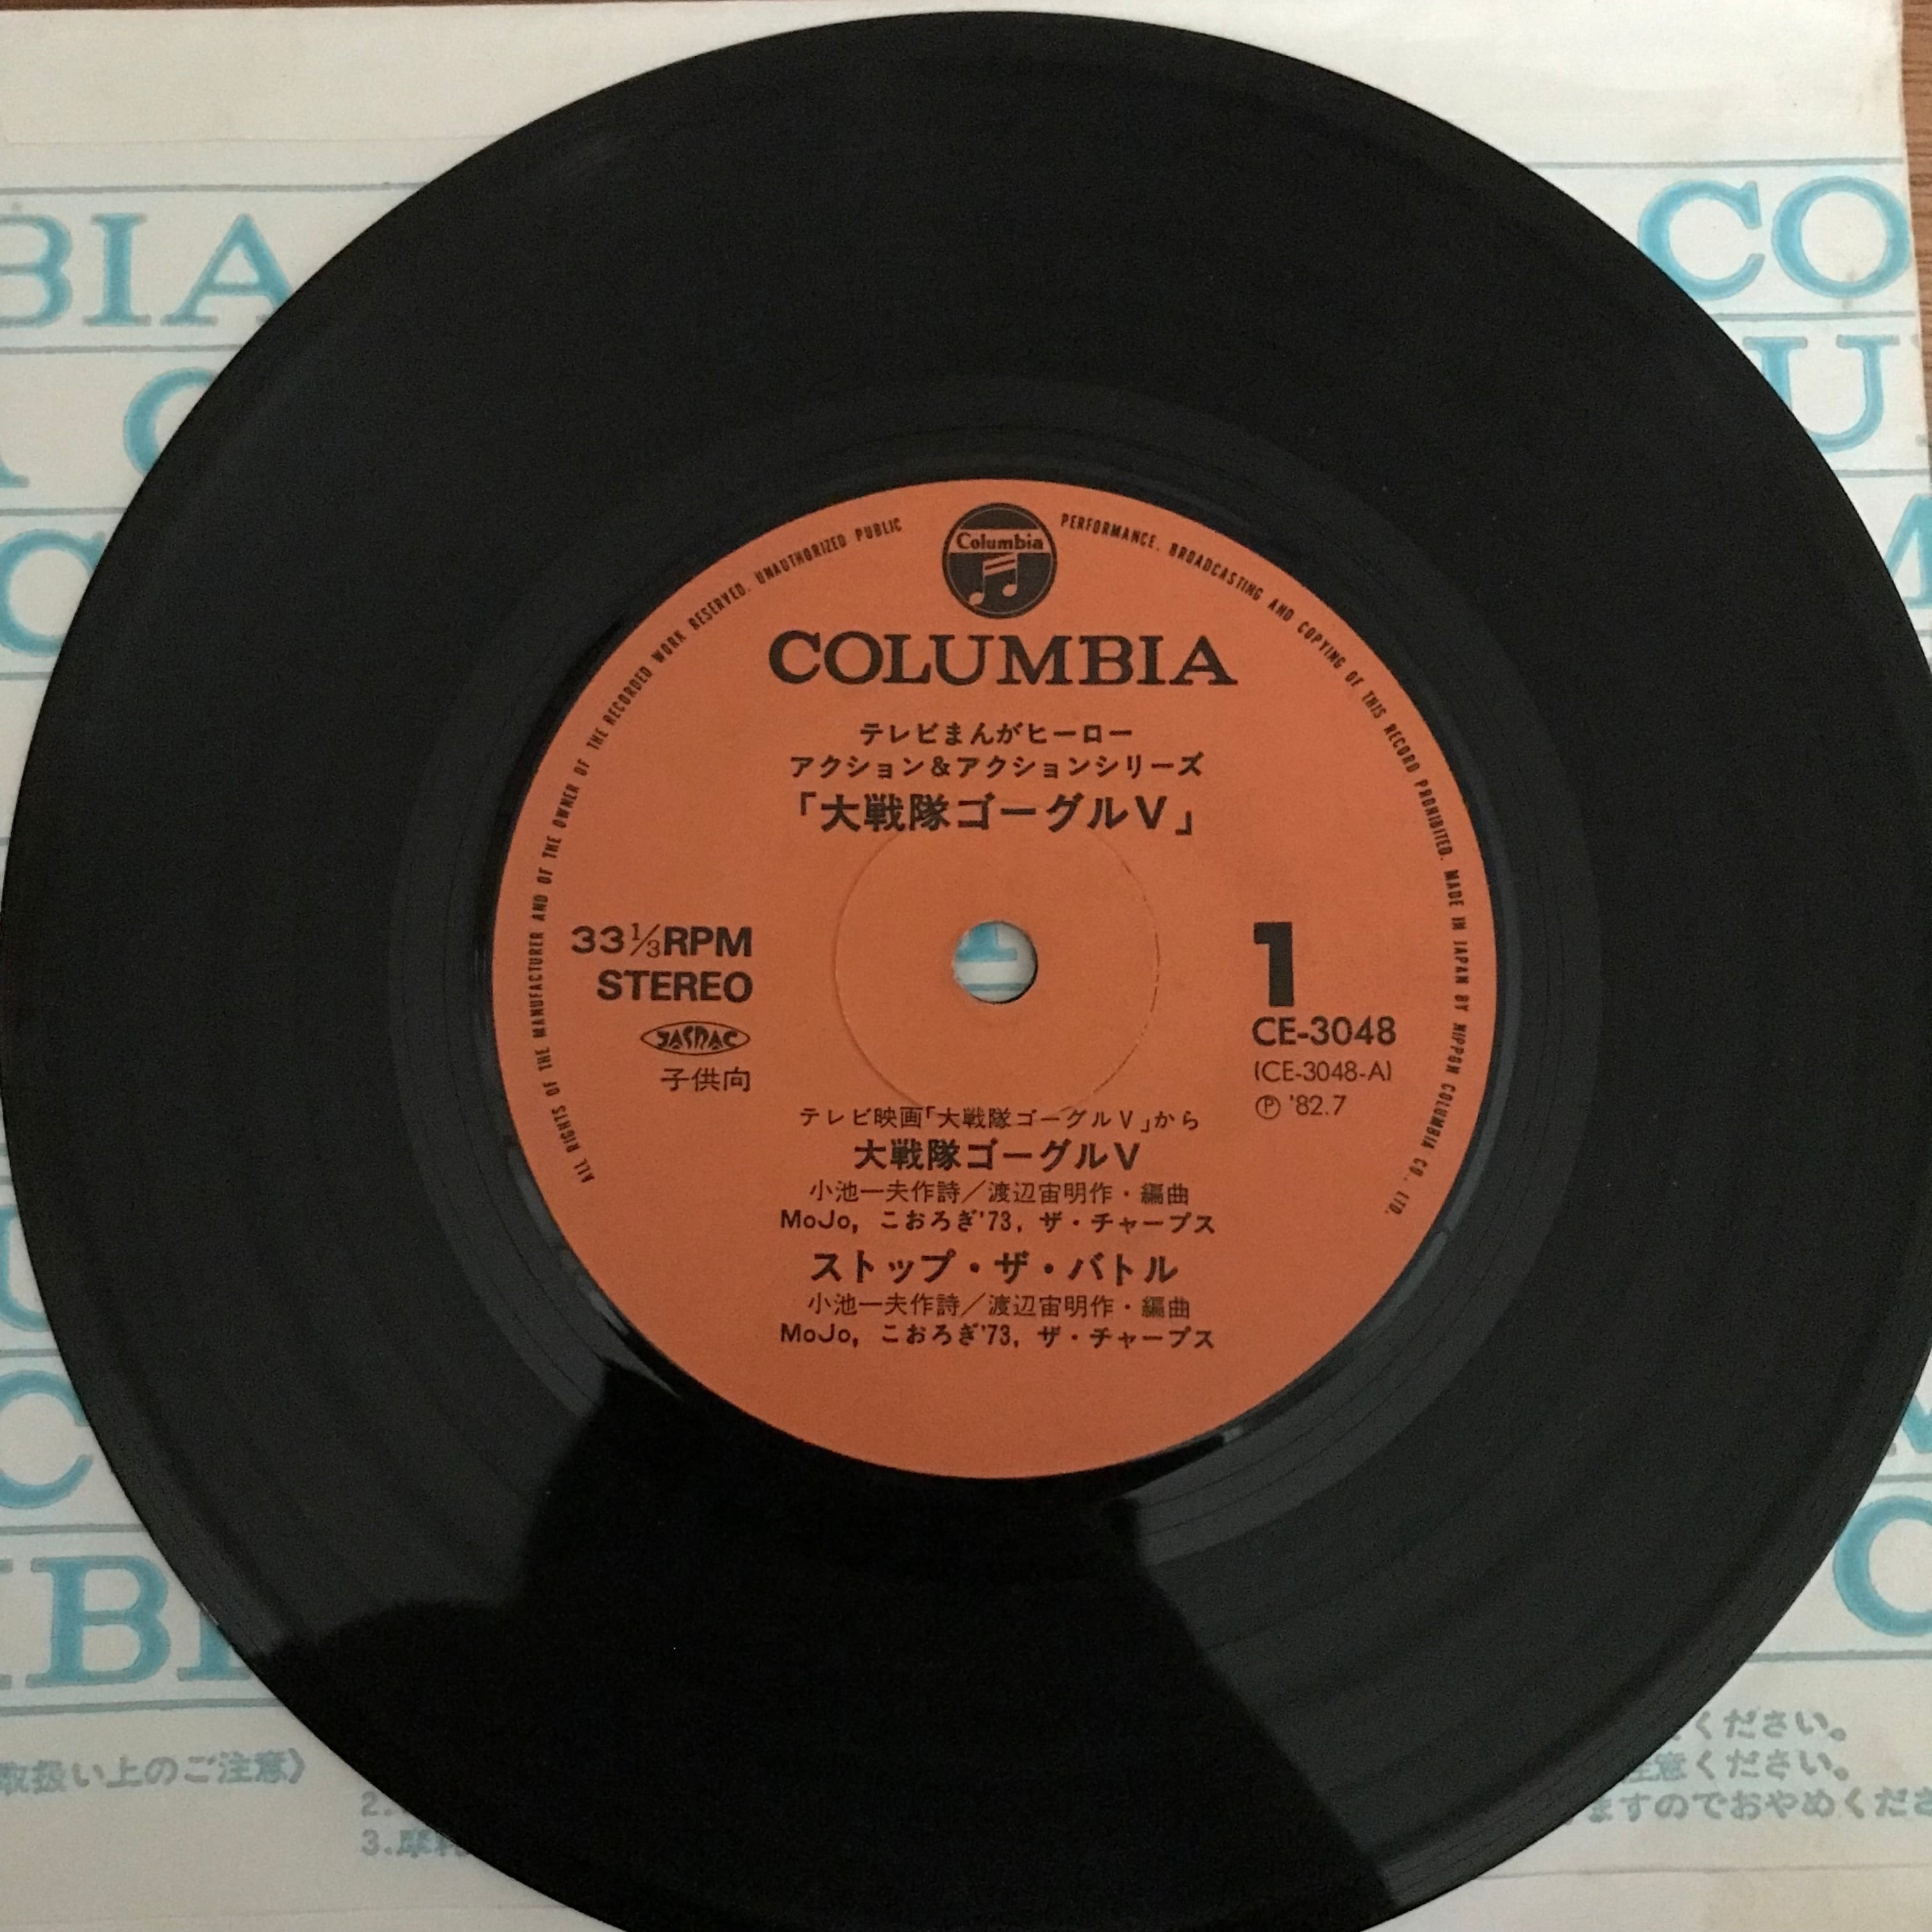 BIA
CO
C
C
Columbia
COLUMBIA
テレビまんがヒーロー
アクション&アクションシリーズ
「大戦隊ゴーグルV」
33⅓RPM
STEREO
JASRAC
子供向
1
CE-3048
(CE-3048-A)
Ⓟ '82.7
テレビ映画「大戦隊ゴーグルV」から
大戦隊ゴーグルV
小池一夫作詩/渡辺宙明作・編曲
MoJo, こおろぎ'73, ザ・チャープス
ストップ・ザ・バトル
小池一夫作詩/渡辺宙明作・編曲
MoJo, こおろぎ'73, ザ・チャープス
ALL RIGHTS OF THE MANUFACTURER AND OF THE OWNER OF THE RECORDED WORK RESERVED. UNAUTHORIZED PUBLIC PERFORMANCE, BROADCASTING AND COPYING OF THIS RECORD PROHIBITED. MADE IN JAPAN BY NIPPON COLUMBIA CO., LTD.
C
C
ください。
取扱い上のご注意〉
注意ください。
2.
ますのでおやめくださ
3.